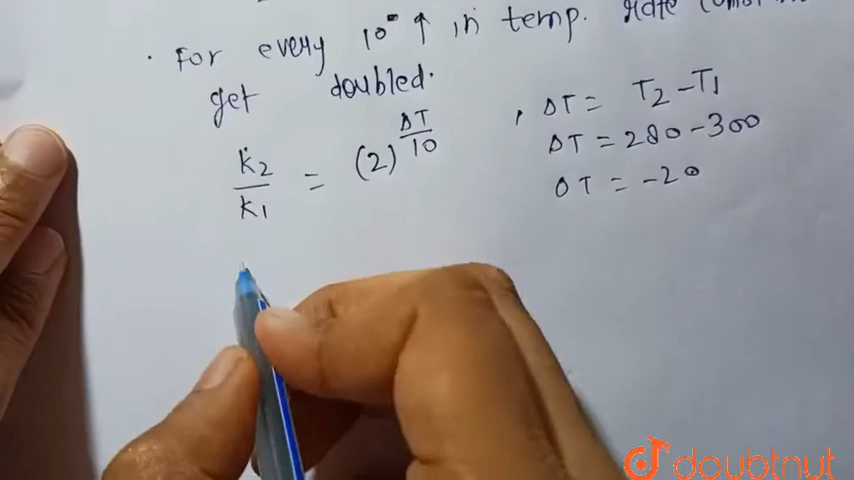 · For every 10° ↑ in temp. Rate
get doubled.
K2/K1 = (2)^ΔT/10 , ΔT = T2 - T1
ΔT = 280 - 300
ΔT = -20
doubtnut